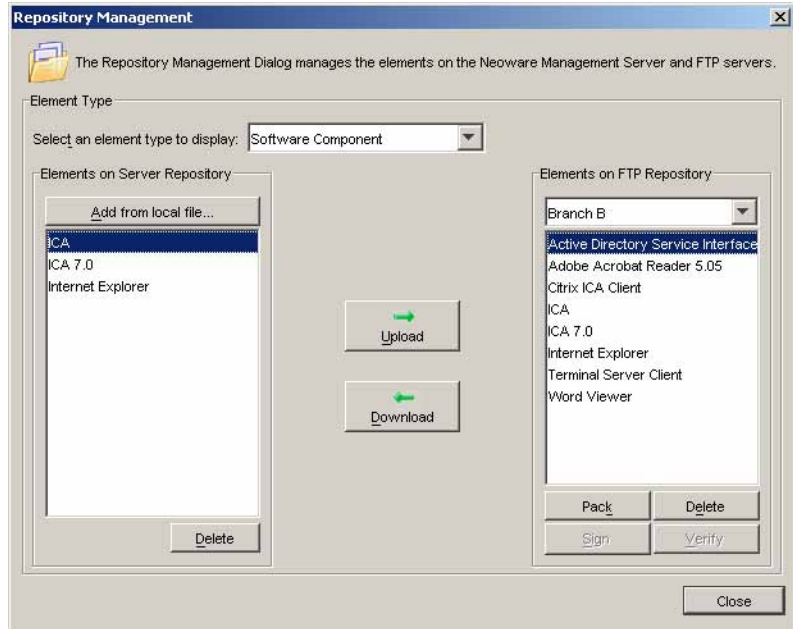 Repository Management
The Repository Management Dialog manages the elements on the Neoware Management Server and FTP servers.
Element Type
Select an element type to display: Software Component
Elements on Server Repository
Add from local file...
ICA
ICA 7.0
Internet Explorer
Delete
Upload
Download
Elements on FTP Repository
Branch B
Active Directory Service Interface
Adobe Acrobat Reader 5.05
Citrix ICA Client
ICA
ICA 7.0
Internet Explorer
Terminal Server Client
Word Viewer
Pack Delete
Sign Verify
Close